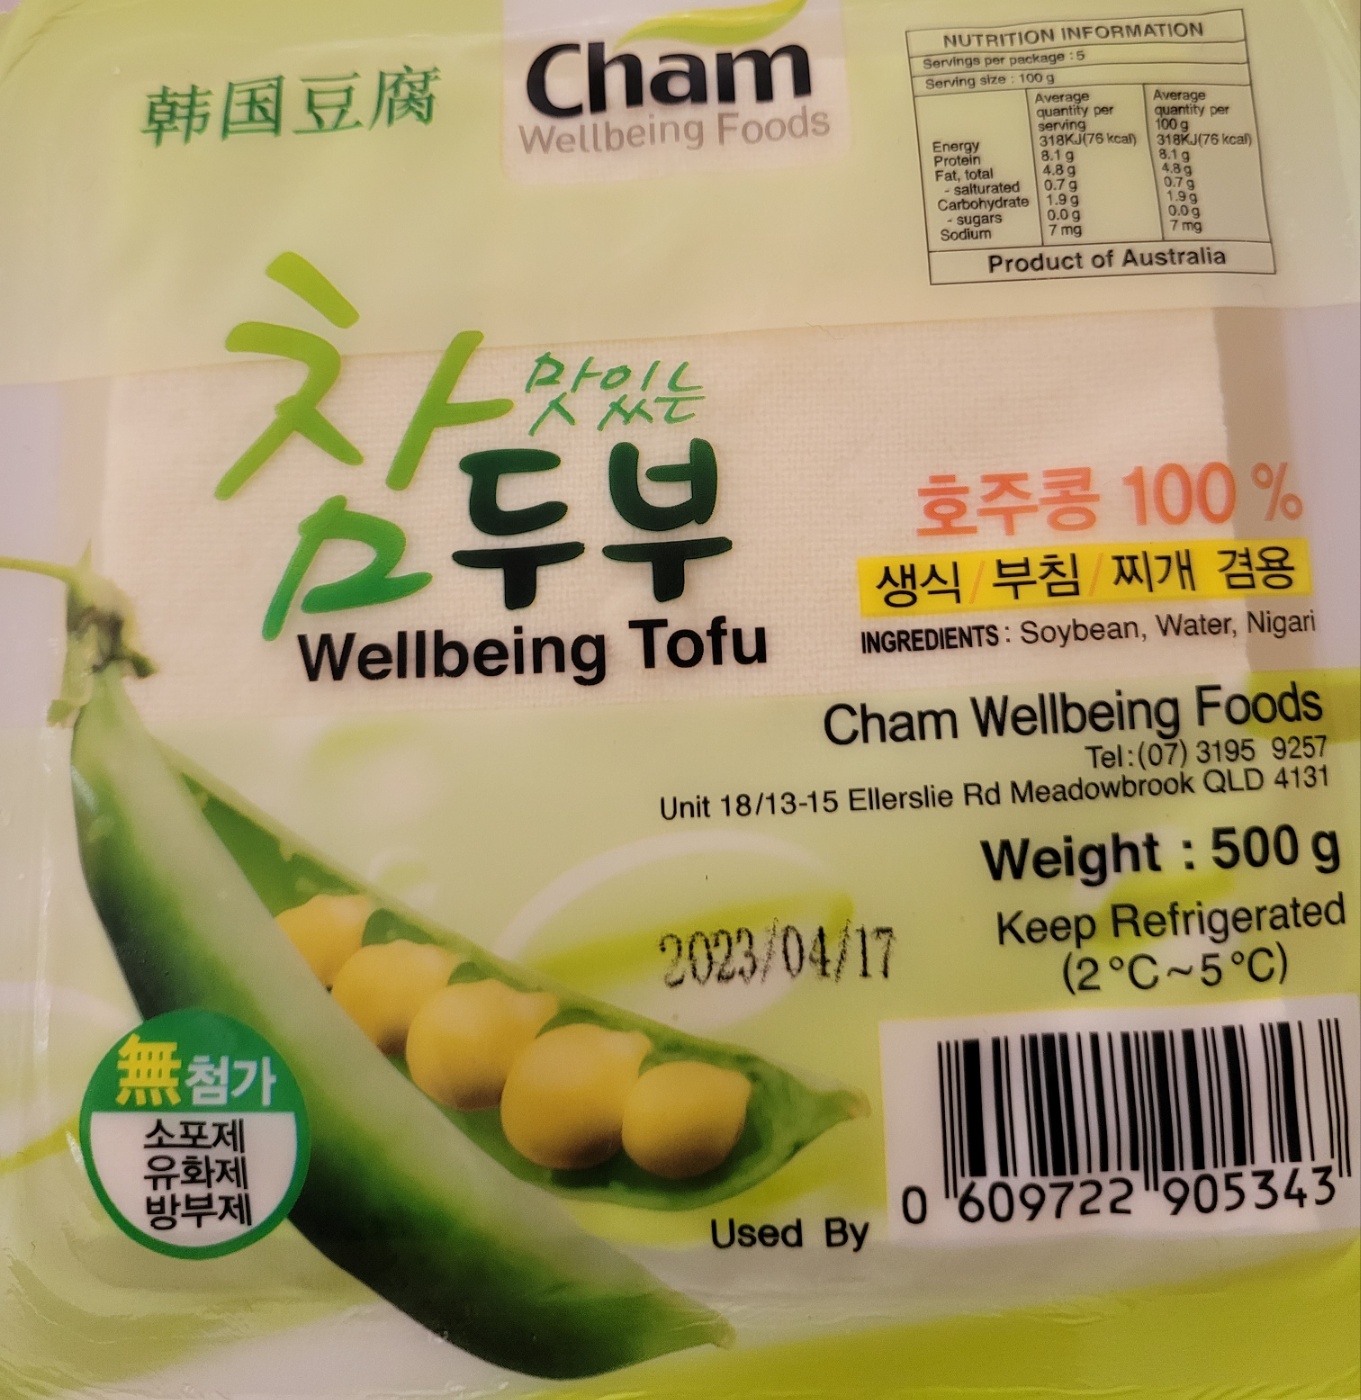 韩国豆腐
Cham
Wellbeing Foods
NUTRITION INFORMATION
Servings per package : 5
Serving size : 100 g
Average quantity per serving
Average quantity per 100 g
Energy 318KJ(76 kcal) 318KJ(76 kcal)
Protein 8.1 g 8.1 g
Fat, total 4.8 g 4.8 g
- salturated 0.7 g 0.7 g
Carbohydrate 1.9 g 1.9 g
- sugars 0.0 g 0.0 g
Sodium 7 mg 7 mg
Product of Australia
참
맛있는
두부
Wellbeing Tofu
호주콩 100 %
생식/부침/찌개 겸용
INGREDIENTS : Soybean, Water, Nigari
Cham Wellbeing Foods
Tel:(07) 3195 9257
Unit 18/13-15 Ellerslie Rd Meadowbrook QLD 4131
Weight : 500 g
Keep Refrigerated
(2°C~5°C)
2023/04/17
無첨가
소포제
유화제
방부제
Used By
0 609722 905343